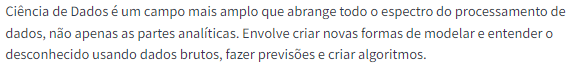 Ciência de Dados é um campo mais amplo que abrange todo o espectro do processamento de
dados, não apenas as partes analíticas. Envolve criar novas formas de modelar e entender o
desconhecido usando dados brutos, fazer previsões e criar algoritmos.